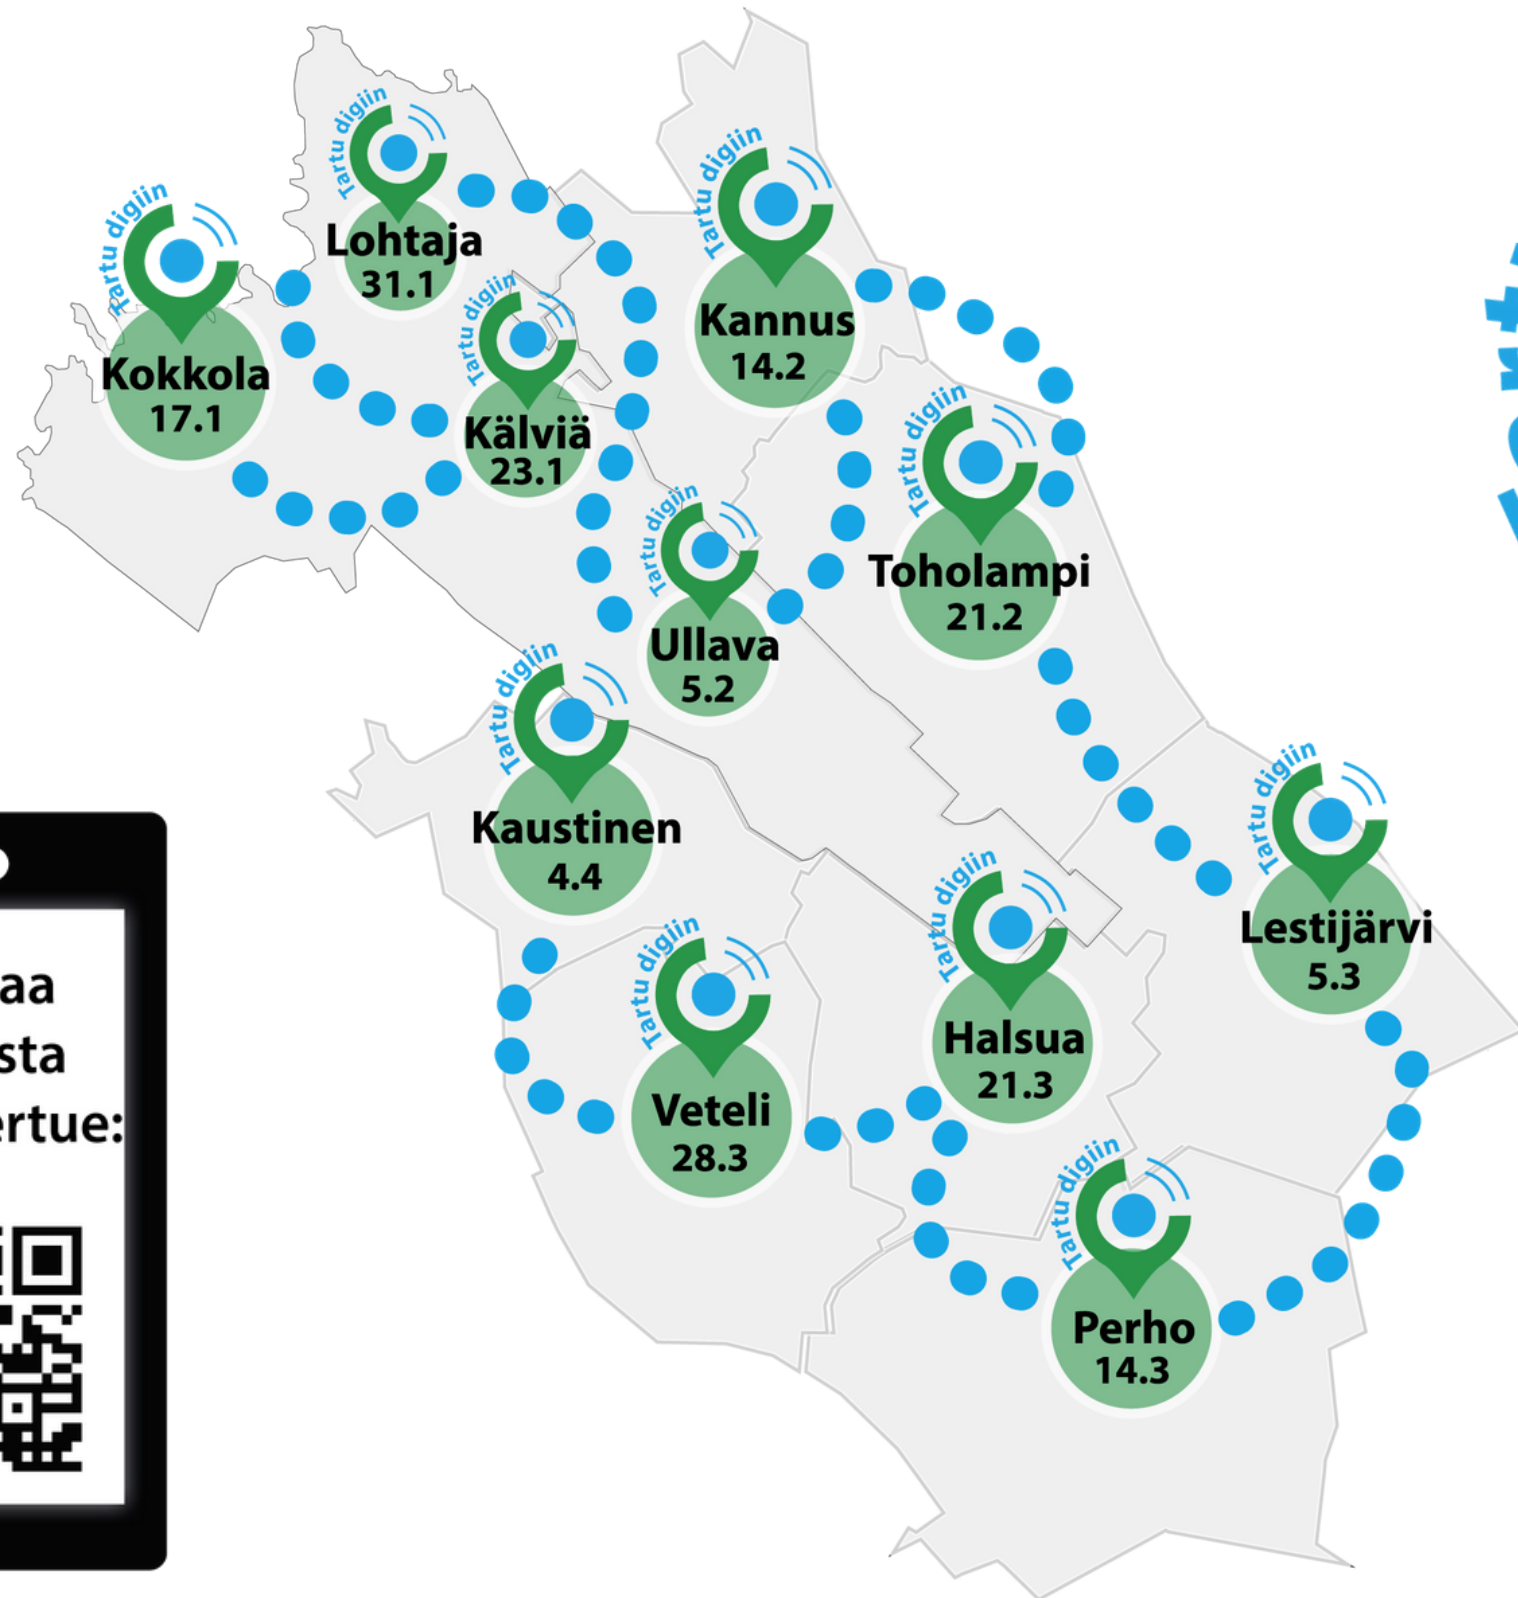 Tartu digiin
Lohtaja
31.1
Tartu digiin
Kannus
14.2
Tartu digiin
Kokkola
17.1
Tartu digiin
Kälviä
23.1
Tartu digiin
Toholampi
21.2
Tartu digiin
Ullava
5.2
Tartu digiin
Kaustinen
4.4
Tartu digiin
Lestijärvi
5.3
Tartu digiin
Halsua
21.3
Tartu digiin
Veteli
28.3
Tartu digiin
Perho
14.3
aa
sta
ertue: